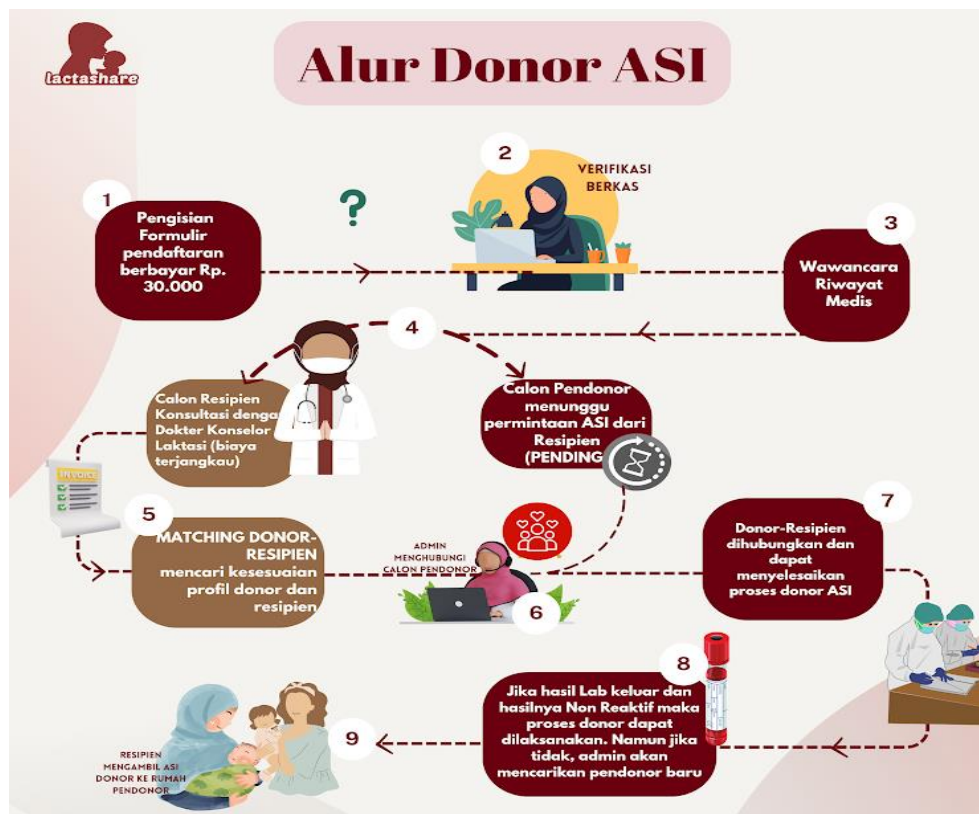 lactashare
Alur Donor ASI
1
Pengisian
Formulir
pendaftaran
berbayar Rp.
30.000
?
2
VERIFIKASI
BERKAS
3
Wawancara
Riwayat
Medis
4
Calon Resipien
Konsultasi denga
Dokter Konselor
Laktasi (biaya
terjangkau)
Calon Pendonor
menunggu
permintaan ASI dari
Resipien
(PENDING
INVOICE
5
MATCHING DONOR-
RESIPIEN
mencari kesesuaian
profil donor dan
resipien
ADMIN
MENGHUBUNGI
CALON PENDONOR
6
7
Donor-Resipien
dihubungkan dan
dapat
menyelesaikan
proses donor ASI
8
Jika hasil Lab keluar dan
hasilnya Non Reaktif maka
proses donor dapat
dilaksanakan. Namun jika
tidak, admin akan
mencarikan pendonor baru
9
RESIPIEN
MENGAMBIL ASI
DONOR KE RUMAH
PENDONOR